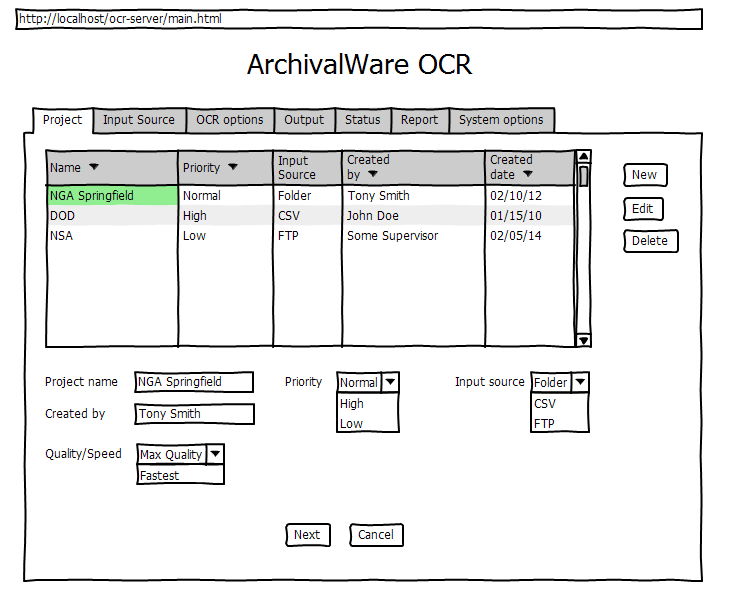 http://localhost/ocr-server/main.html
ArchivalWare OCR
Project Input Source OCR options Output Status Report System options
Name Priority Input Source Created by Created date
NGA Springfield Normal Folder Tony Smith 02/10/12
DOD High CSV John Doe 01/15/10
NSA Low FTP Some Supervisor 02/05/14
New
Edit
Delete
Project name NGA Springfield Priority Normal Input source Folder
High CSV
Created by Tony Smith
Low FTP
Quality/Speed Max Quality
Fastest
Next Cancel